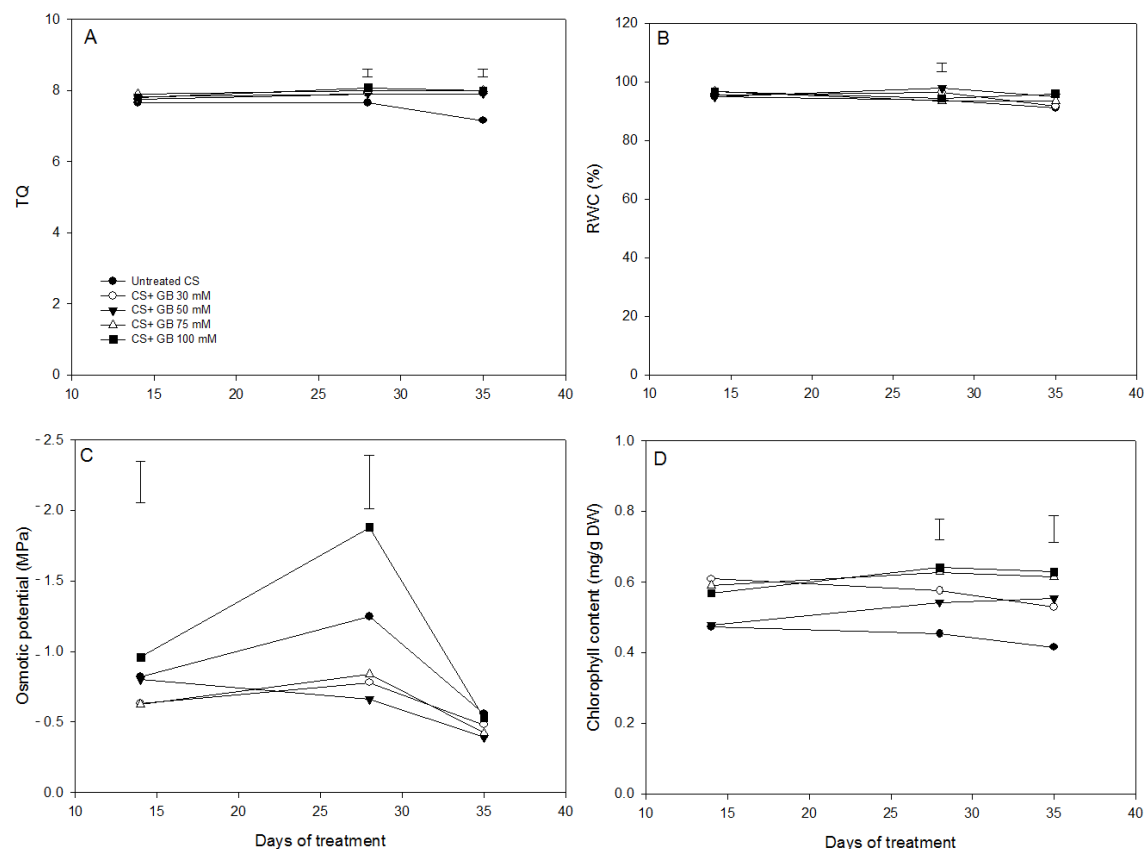 A
TQ
10
8
6
4
2
0
Untreated CS
CS+ GB 30 mM
CS+ GB 50 mM
CS+ GB 75 mM
CS+ GB 100 mM
10 15 20 25 30 35 40
B
RWC (%)
120
100
80
60
40
20
0
10 15 20 25 30 35 40
C
Osmotic potential (MPa)
- 2.5
- 2.0
- 1.5
- 1.0
- 0.5
0.0
10 15 20 25 30 35 40
Days of treatment
D
Chlorophyll content (mg/g DW)
1.0
0.8
0.6
0.4
0.2
0.0
10 15 20 25 30 35 40
Days of treatment